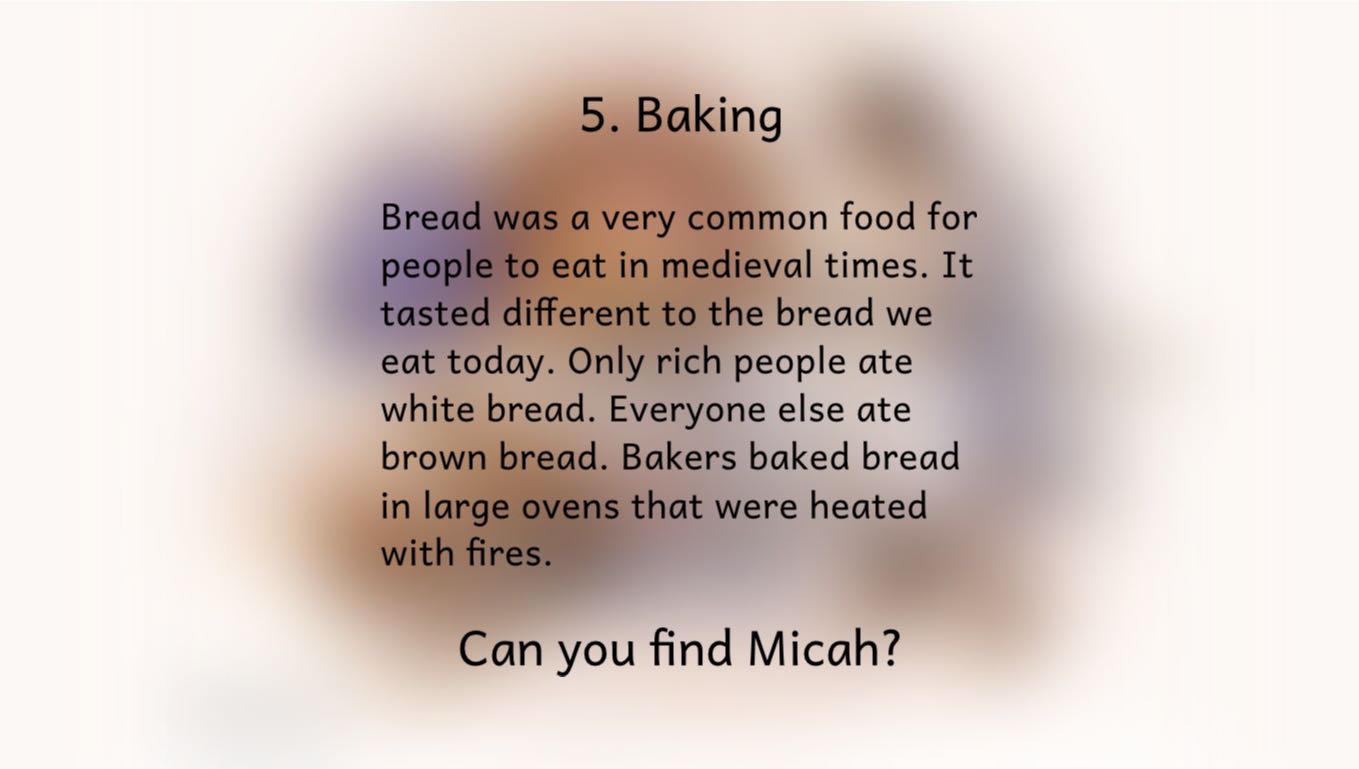 5. Baking
Bread was a very common food for
people to eat in medieval times. It
tasted different to the bread we
eat today. Only rich people ate
white bread. Everyone else ate
brown bread. Bakers baked bread
in large ovens that were heated
with fires.
Can you find Micah?